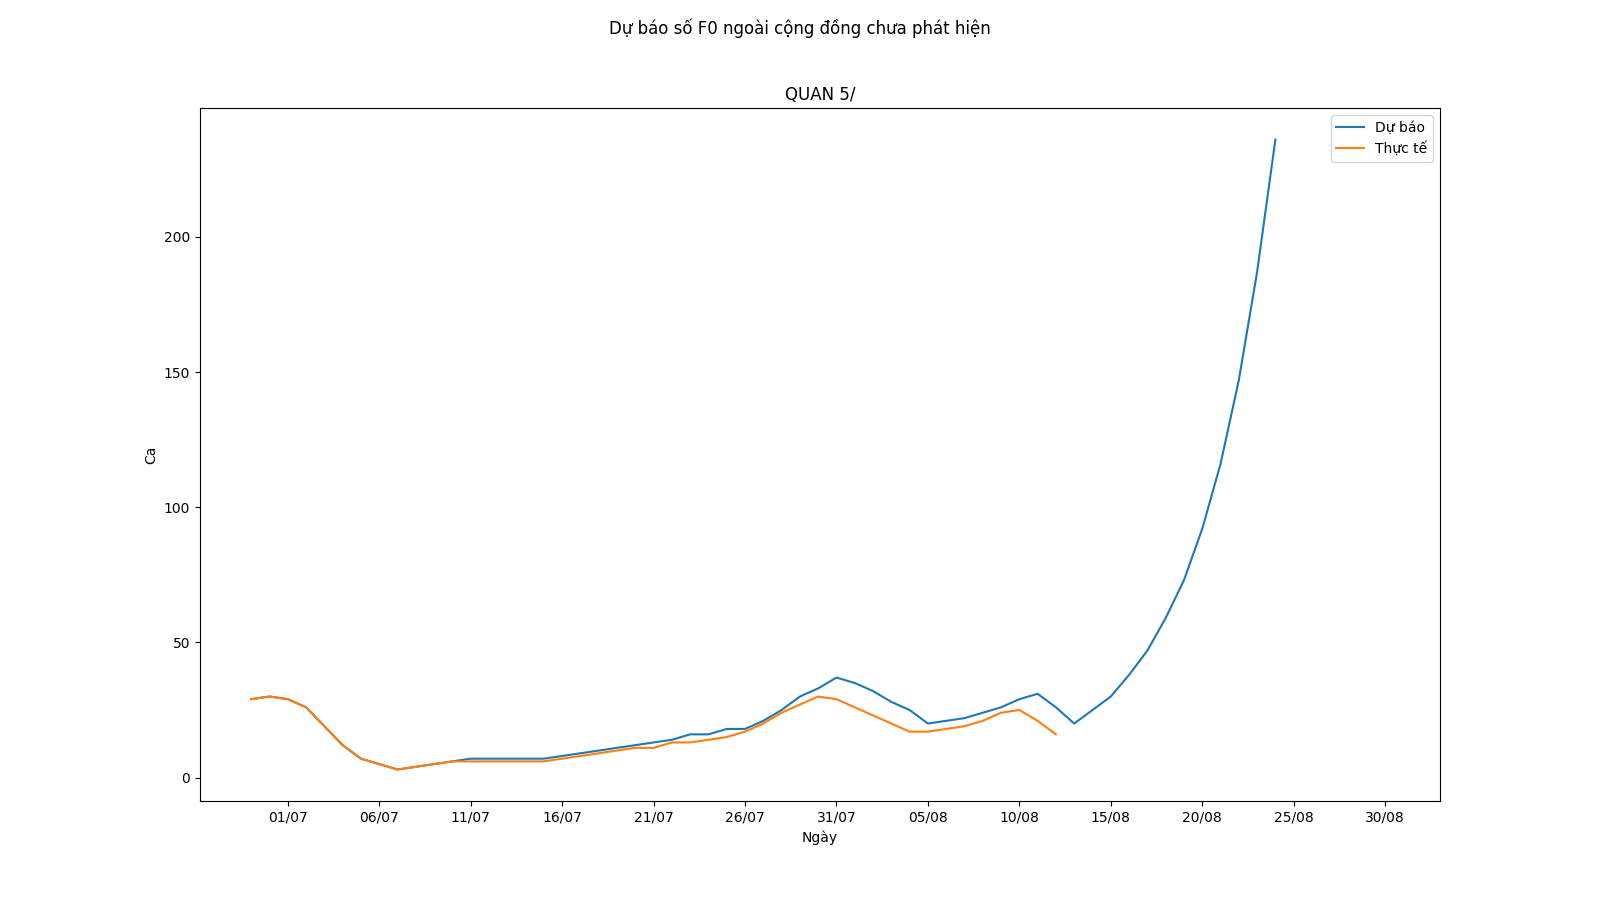 Dự báo số F0 ngoài cộng đồng chưa phát hiện
QUAN 5/
Dự báo
Thực tế
200
150
100
50
0
Ca
01/07 06/07 11/07 16/07 21/07 26/07 31/07 05/08 10/08 15/08 20/08 25/08 30/08
Ngày